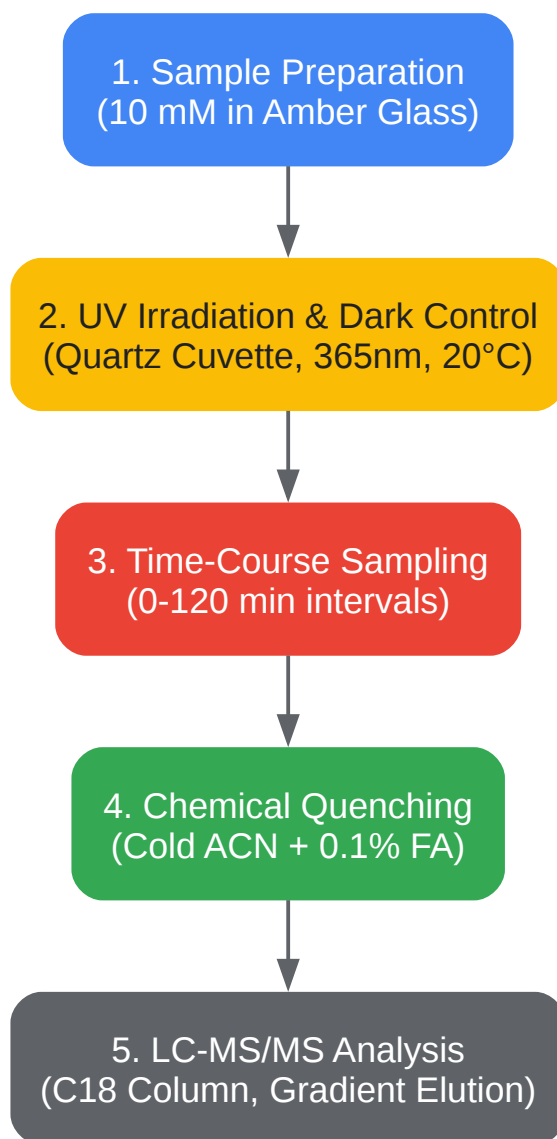 1. Sample Preparation
(10 mM in Amber Glass)
2. UV Irradiation & Dark Control
(Quartz Cuvette, 365nm, 20°C)
3. Time-Course Sampling
(0-120 min intervals)
4. Chemical Quenching
(Cold ACN + 0.1% FA)
5. LC-MS/MS Analysis
(C18 Column, Gradient Elution)